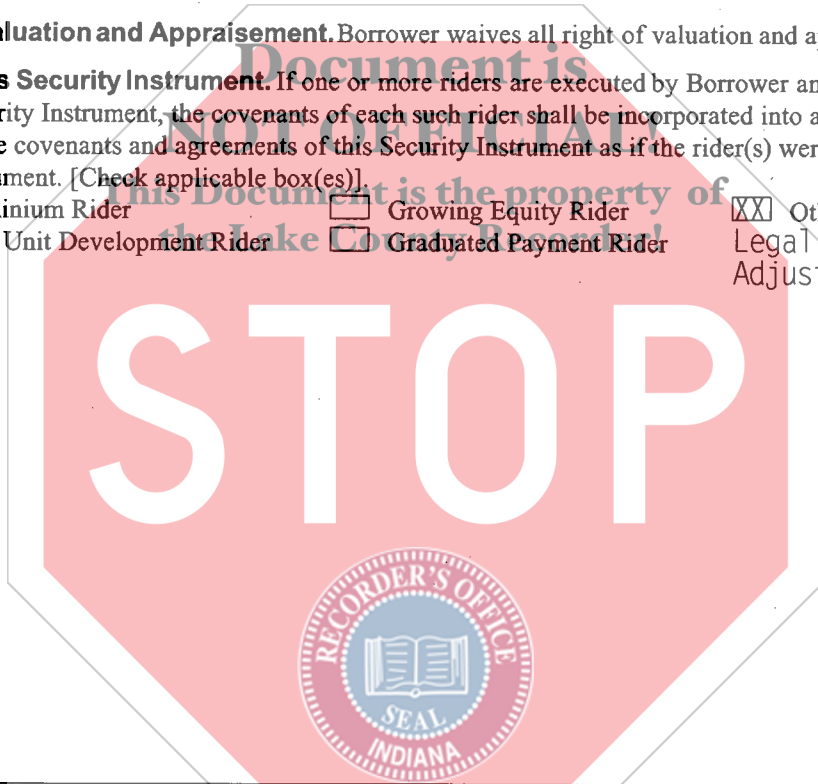 luation and Appraisement. Borrower waives all right of valuation and a
Document is
s Security Instrument. If one or more riders are executed by Borrower an
rity Instrument, the covenants of each such rider shall be incorporated into a
NOT OFFICIAL!
e covenants and agreements of this Security Instrument as if the rider(s) wer
ment. [Check applicable box(es)].
This Document is the property of
inium Rider Growing Equity Rider XX Ot
the Lake County Recorder!
Unit Development Rider Graduated Payment Rider Legal
Adjus
STOP
RECORDER'S OFFICE
SEAL
INDIANA